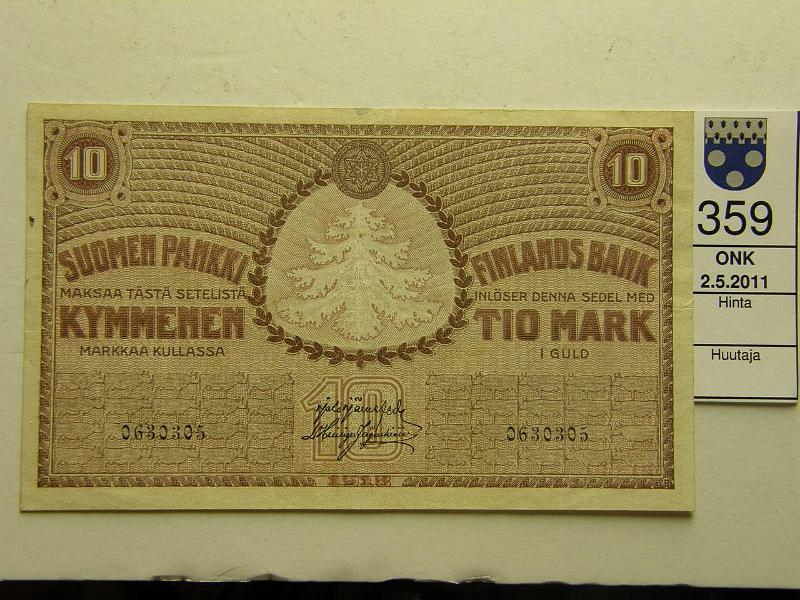 10
10
SUOMEN PANKKI
MAKSAA TÄSTÄ SETELISTÄ
KYMMENEN
MARKKAA KULLASSA
FINLANDS BANK
INLÖSER DENNA SEDEL MED
TIO MARK
I GULD
10
0630305
0630305
1918
359
ONK
2.5.2011
Hinta
Huutaja